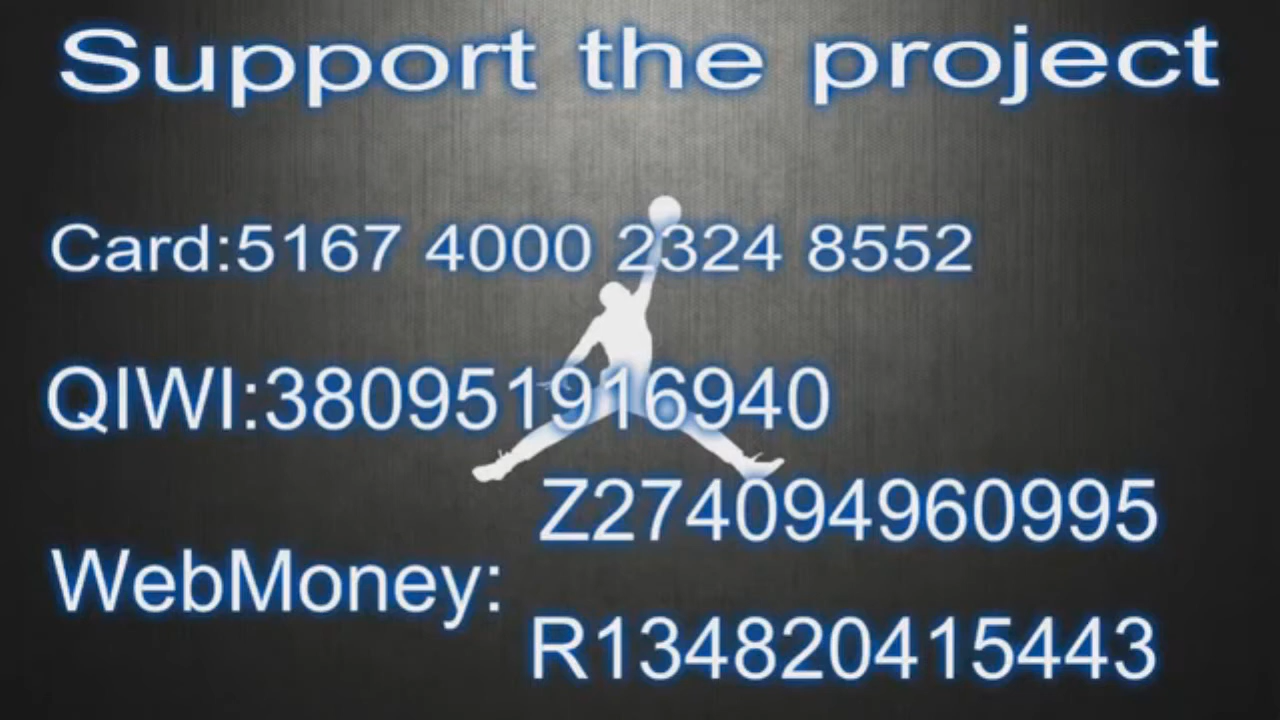 Support the project
Card:5167 4000 2324 8552
QIWI:380951916940
Z274094960995
WebMoney:
R134820415443